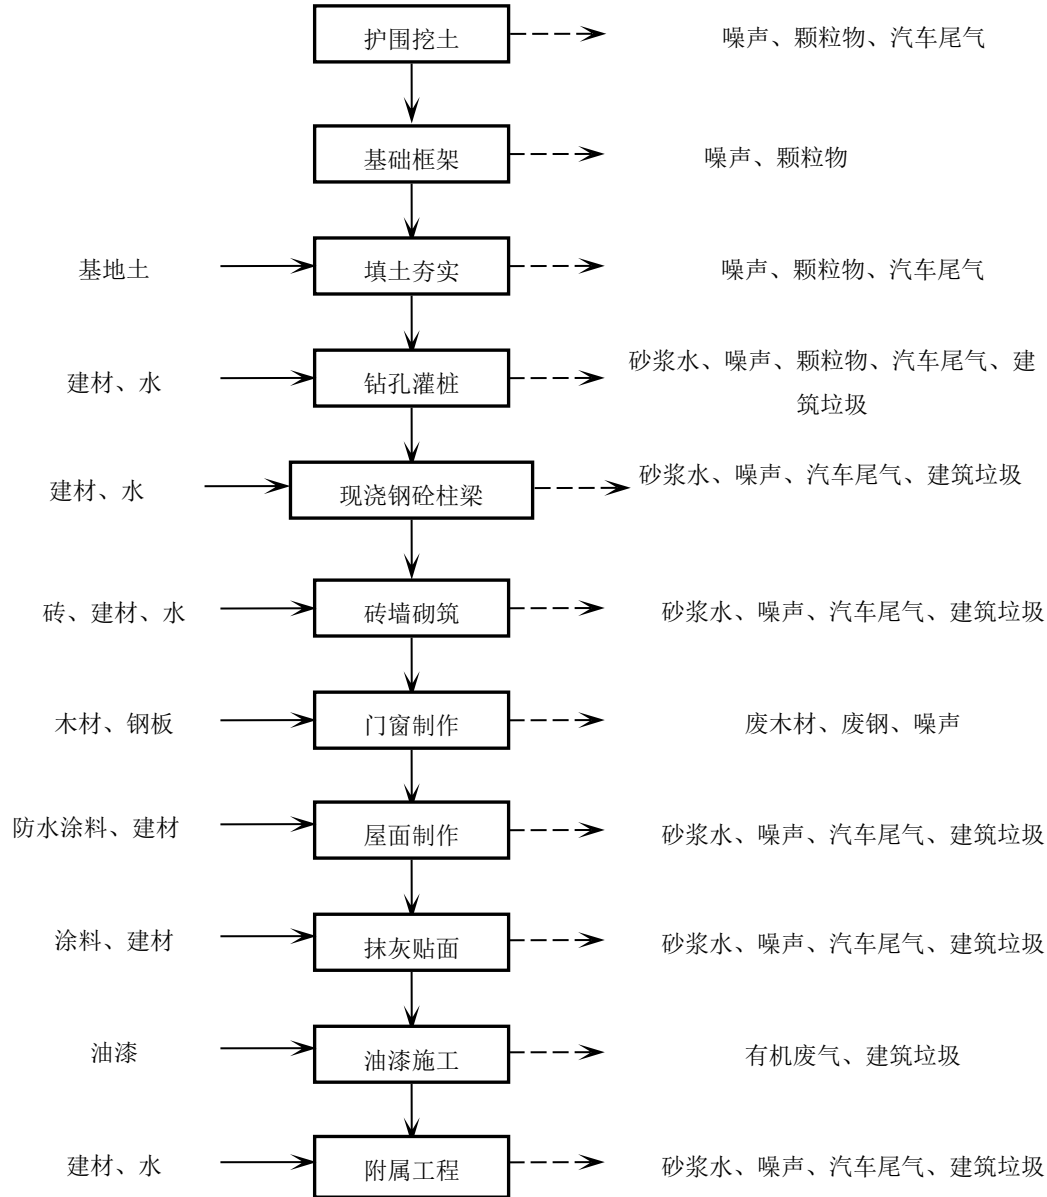 护围挖土
噪声、颗粒物、汽车尾气
基础框架
噪声、颗粒物
基地土
填土夯实
噪声、颗粒物、汽车尾气
建材、水
钻孔灌桩
砂浆水、噪声、颗粒物、汽车尾气、建
筑垃圾
建材、水
现浇钢砼柱梁
砂浆水、噪声、汽车尾气、建筑垃圾
砖、建材、水
砖墙砌筑
砂浆水、噪声、汽车尾气、建筑垃圾
木材、钢板
门窗制作
废木材、废钢、噪声
防水涂料、建材
屋面制作
砂浆水、噪声、汽车尾气、建筑垃圾
涂料、建材
抹灰贴面
砂浆水、噪声、汽车尾气、建筑垃圾
油漆
油漆施工
有机废气、建筑垃圾
建材、水
附属工程
砂浆水、噪声、汽车尾气、建筑垃圾